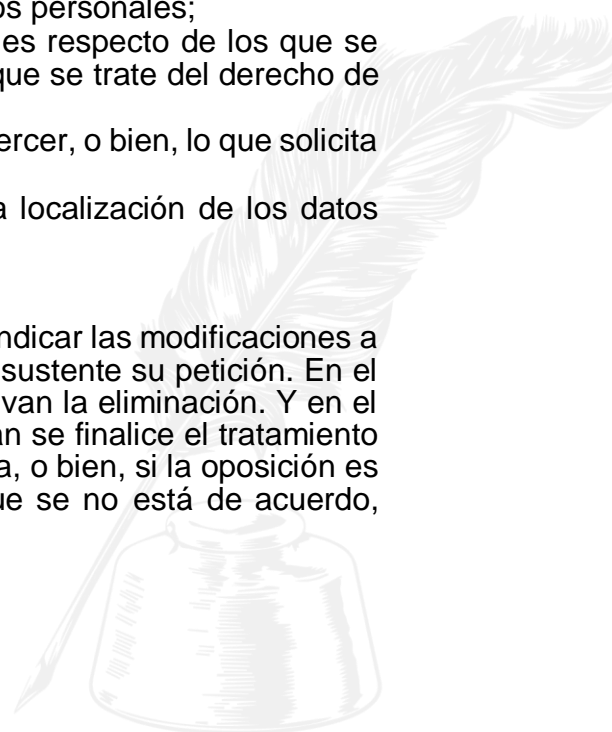 os personales;
es respecto de los que se
que se trate del derecho de
ercer, o bien, lo que solicita
a localización de los datos
ndicar las modificaciones a
sustente su petición. En el
van la eliminación. Y en el
an se finalice el tratamiento
a, o bien, si la oposición es
ue se no está de acuerdo,